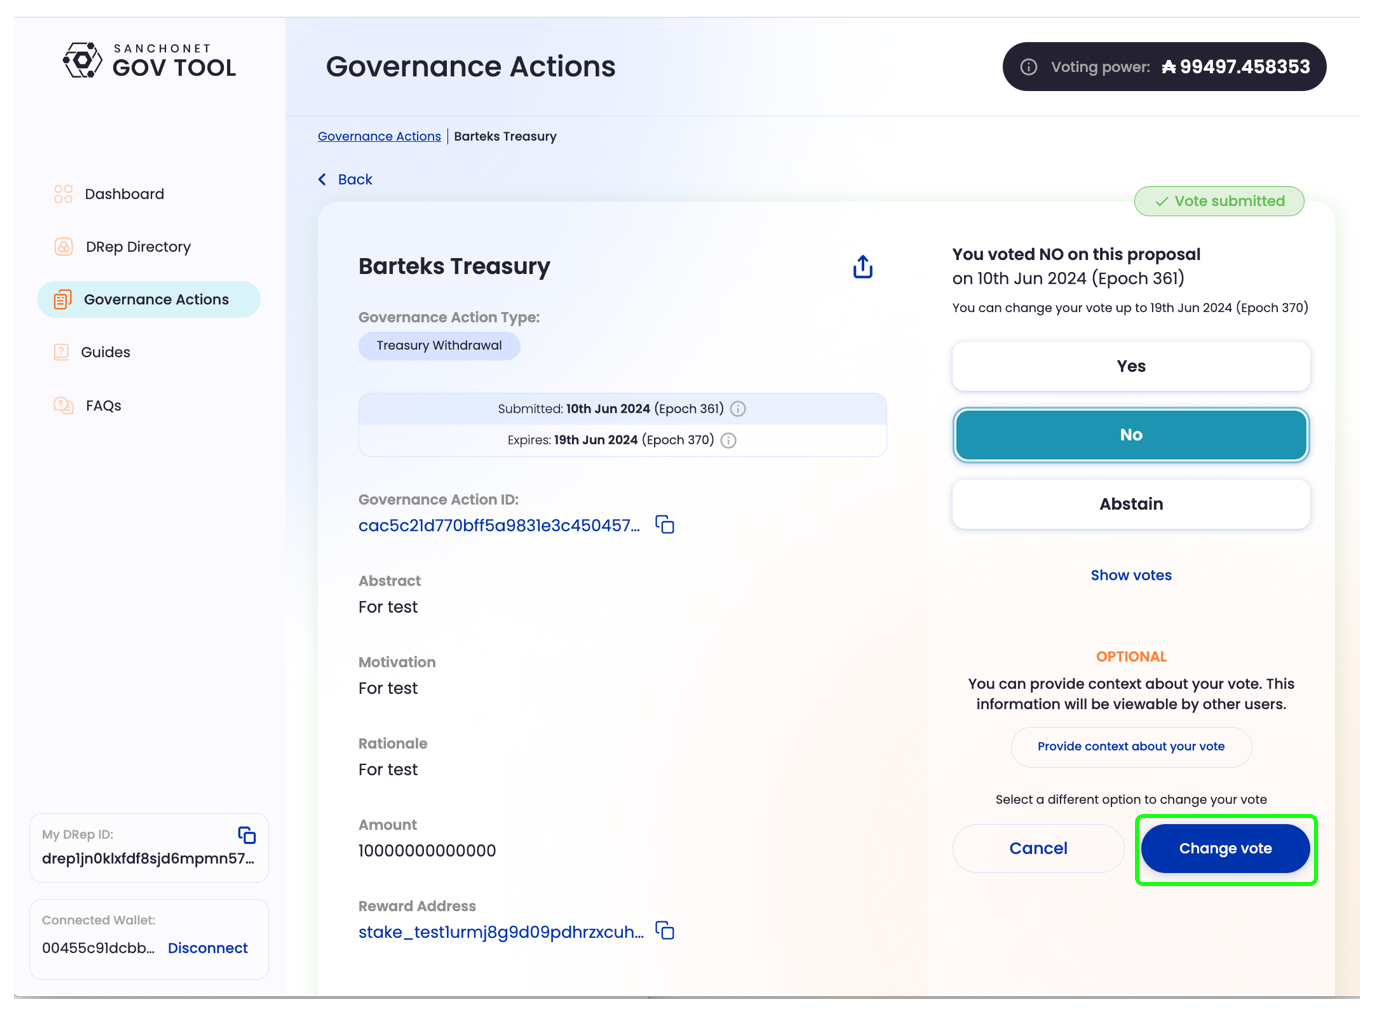 SANCHONET
GOV TOOL
Governance Actions
Voting power: ₳ 99497.458353
Governance Actions | Barteks Treasury
Back
Dashboard
DRep Directory
Governance Actions
Guides
FAQs
My DRep ID:
drep1jn0klxfdf8sjd6mpmn57...
Connected Wallet:
00455c91dcbb... Disconnect
Vote submitted
Barteks Treasury
Governance Action Type:
Treasury Withdrawal
Submitted: 10th Jun 2024 (Epoch 361)
Expires: 19th Jun 2024 (Epoch 370)
Governance Action ID:
cac5c21d770bff5a9831e3c450457...
Abstract
For test
Motivation
For test
Rationale
For test
Amount
10000000000000
Reward Address
stake_test1urmj8g9d09pdhrzxcuh...
You voted NO on this proposal
on 10th Jun 2024 (Epoch 361)
You can change your vote up to 19th Jun 2024 (Epoch 370)
Yes
No
Abstain
Show votes
OPTIONAL
You can provide context about your vote. This
information will be viewable by other users.
Provide context about your vote
Select a different option to change your vote
Cancel
Change vote